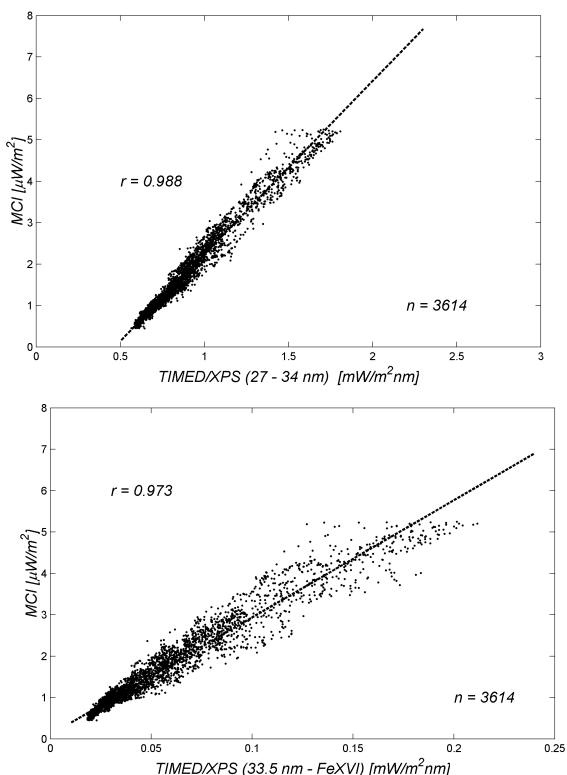 8
7
6
5
4
3
2
1
0
MCI [μW/m²]
r = 0.988
n = 3614
0 0.5 1 1.5 2 2.5 3
TIMED/XPS (27 - 34 nm) [mW/m²nm]
8
7
6
5
4
3
2
1
0
MCI [μW/m²]
r = 0.973
n = 3614
0 0.05 0.1 0.15 0.2 0.25
TIMED/XPS (33.5 nm - FeXVI) [mW/m²nm]